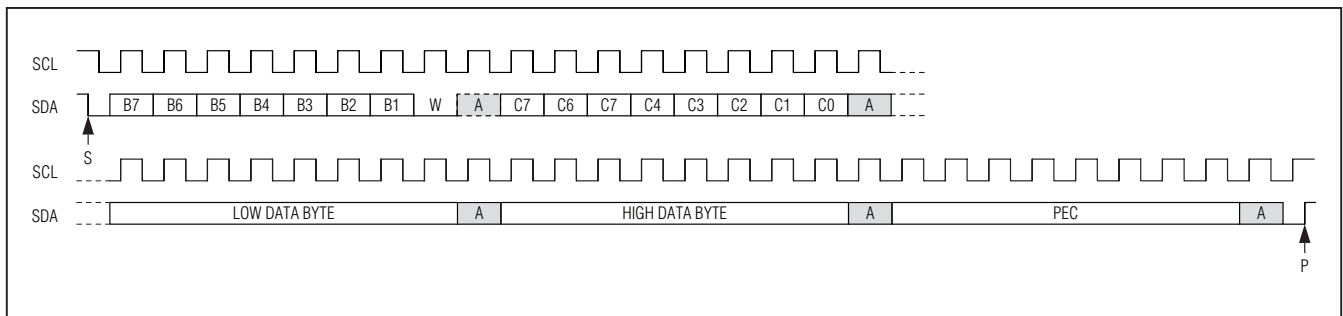 SCL
SDA B7 B6 B5 B4 B3 B2 B1 W A C7 C6 C7 C4 C3 C2 C1 C0 A
S
SCL
SDA LOW DATA BYTE A HIGH DATA BYTE A PEC A
P